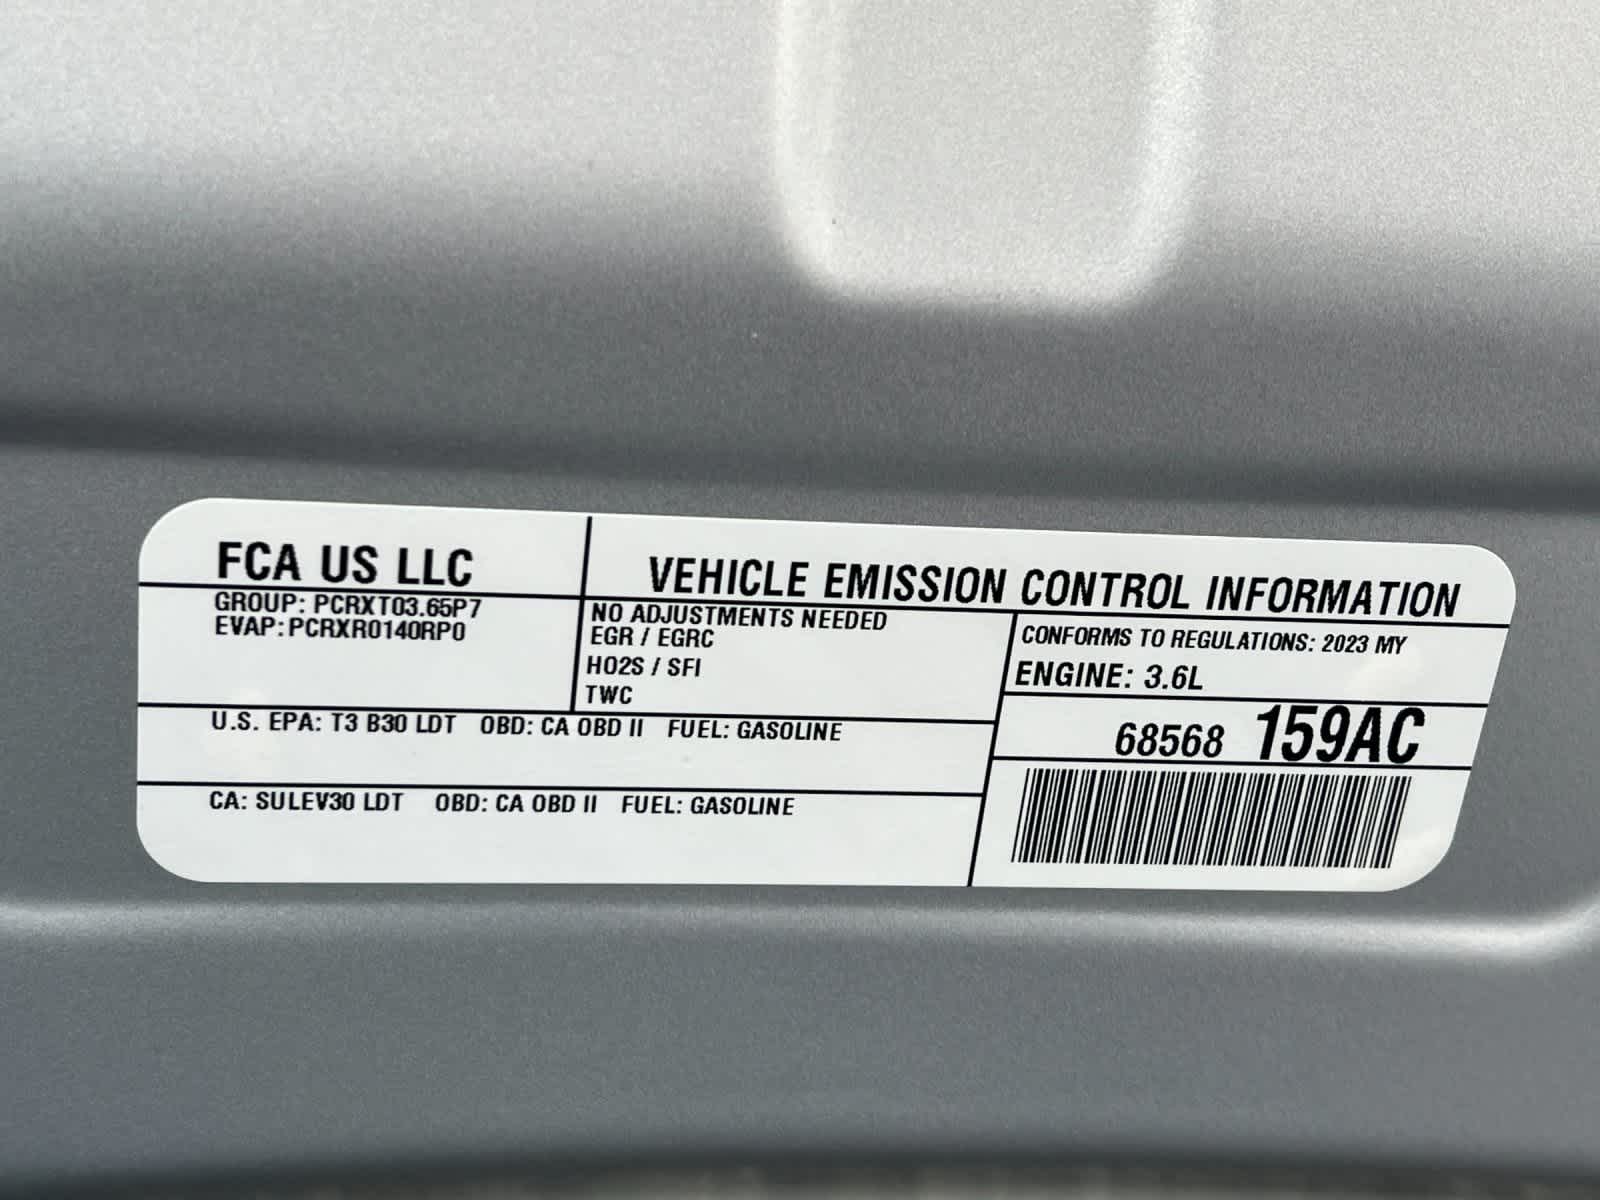 FCA US LLC
VEHICLE EMISSION CONTROL INFORMATION
GROUP: PCRXT03.65P7
EVAP: PCRXR0140RP0
NO ADJUSTMENTS NEEDED
EGR / EGRC
HO2S / SFI
TWC
CONFORMS TO REGULATIONS: 2023 MY
ENGINE: 3.6L
68568 159AC
U.S. EPA: T3 B30 LDT OBD: CA OBD II FUEL: GASOLINE
CA: SULEV30 LDT OBD: CA OBD II FUEL: GASOLINE